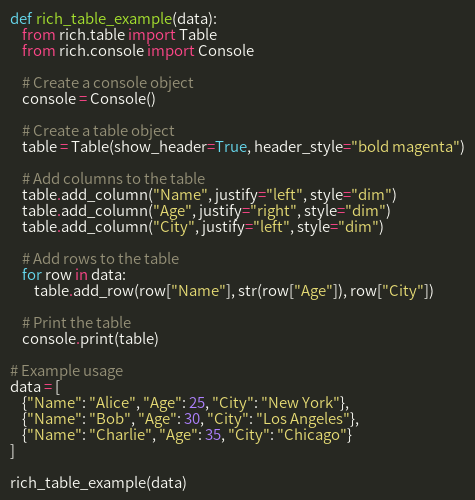 def rich_table_example(data):
    from rich.table import Table
    from rich.console import Console

    # Create a console object
    console = Console()

    # Create a table object
    table = Table(show_header=True, header_style="bold magenta")

    # Add columns to the table
    table.add_column("Name", justify="left", style="dim")
    table.add_column("Age", justify="right", style="dim")
    table.add_column("City", justify="left", style="dim")

    # Add rows to the table
    for row in data:
        table.add_row(row["Name"], str(row["Age"]), row["City"])

    # Print the table
    console.print(table)

# Example usage
data = [
    {"Name": "Alice", "Age": 25, "City": "New York"},
    {"Name": "Bob", "Age": 30, "City": "Los Angeles"},
    {"Name": "Charlie", "Age": 35, "City": "Chicago"}
]

rich_table_example(data)